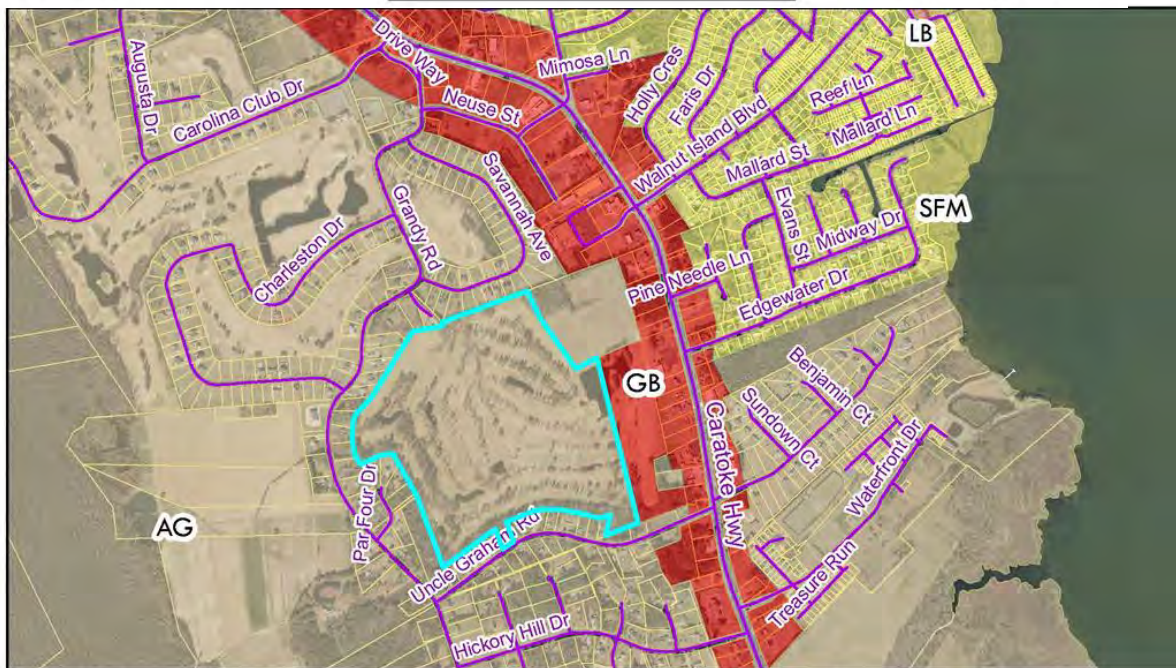 LB
Drive Way
Mimosa Ln
Augusta Dr
Carolina Club Dr
Neuse St
Holly Cres
Faris Dr
Reef Ln
Walnut Island Blvd
Mallard Ln
Savannah Ave
Mallard St
Grandy Rd
Evans St
SFM
Charleston Dr
Midway Dr
Pine Needle Ln
Edgewater Dr
GB
Benjamin Ct
Caratoke Hwy
Sundown Ct
Waterfront Dr
Par Four Dr
AG
Uncle Graham Rd
Treasure Run
Hickory Hill Dr